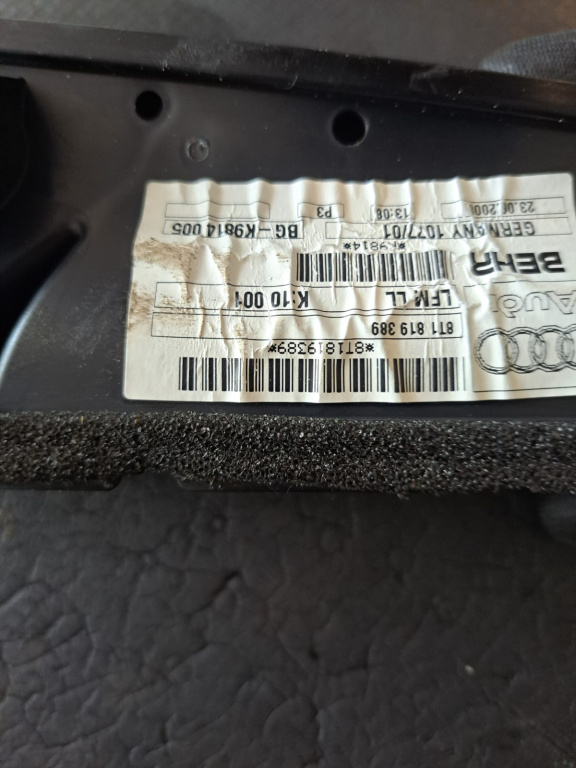 Audi
8T1 819 389
*8T1819389*
LFM LL K 10 001
BEHR
*K9814*
GERMANY 1077/01 BG-K9814 005
13:08 P3